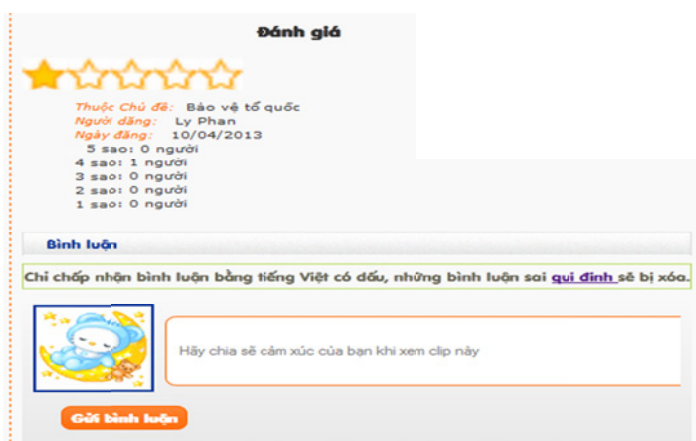 Đánh giá
Thuộc Chủ đề: Bảo vệ tổ quốc
Người đăng: Ly Phan
Ngày đăng: 10/04/2013
5 sao: 0 người
4 sao: 1 người
3 sao: 0 người
2 sao: 0 người
1 sao: 0 người
Bình luận
Chỉ chấp nhận bình luận bằng tiếng Việt có dấu, những bình luận sai qui đinh sẽ bị xóa.
Hãy chia sẽ cảm xúc của bạn khi xem clip này
Gửi bình luận